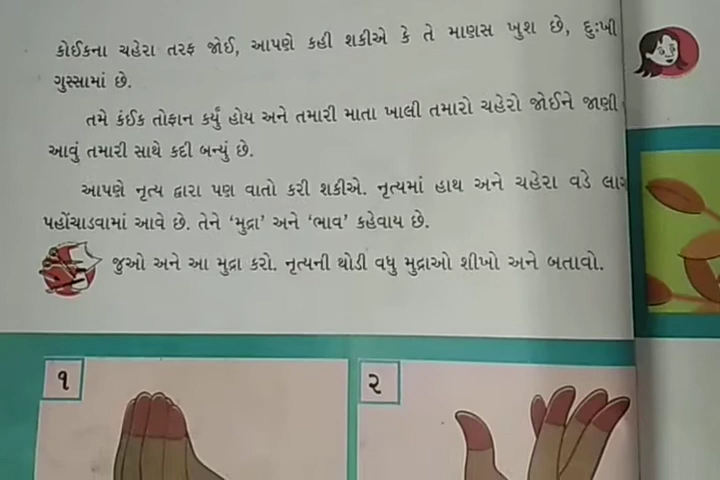 કોઈકના ચહેરા તરફ જોઈ, આપણે કહી શકીએ કે તે માણસ ખુશ છે, દુઃખી
ગુસ્સામાં છે.
તમે કંઈક તોફાન કર્યું હોય અને તમારી માતા ખાલી તમારો ચહેરો જોઈને જાણી
આવું તમારી સાથે કદી બન્યું છે.
આપણે નૃત્ય દ્વારા પણ વાતો કરી શકીએ. નૃત્યમાં હાથ અને ચહેરા વડે
પહોંચાડવામાં આવે છે. તેને ‘મુદ્રા’ અને ‘ભાવ’ કહેવાય છે.
જુઓ અને આ મુદ્રા કરો. નૃત્યની થોડી વધુ મુદ્રાઓ શીખો અને બતાવો.
૧
૨